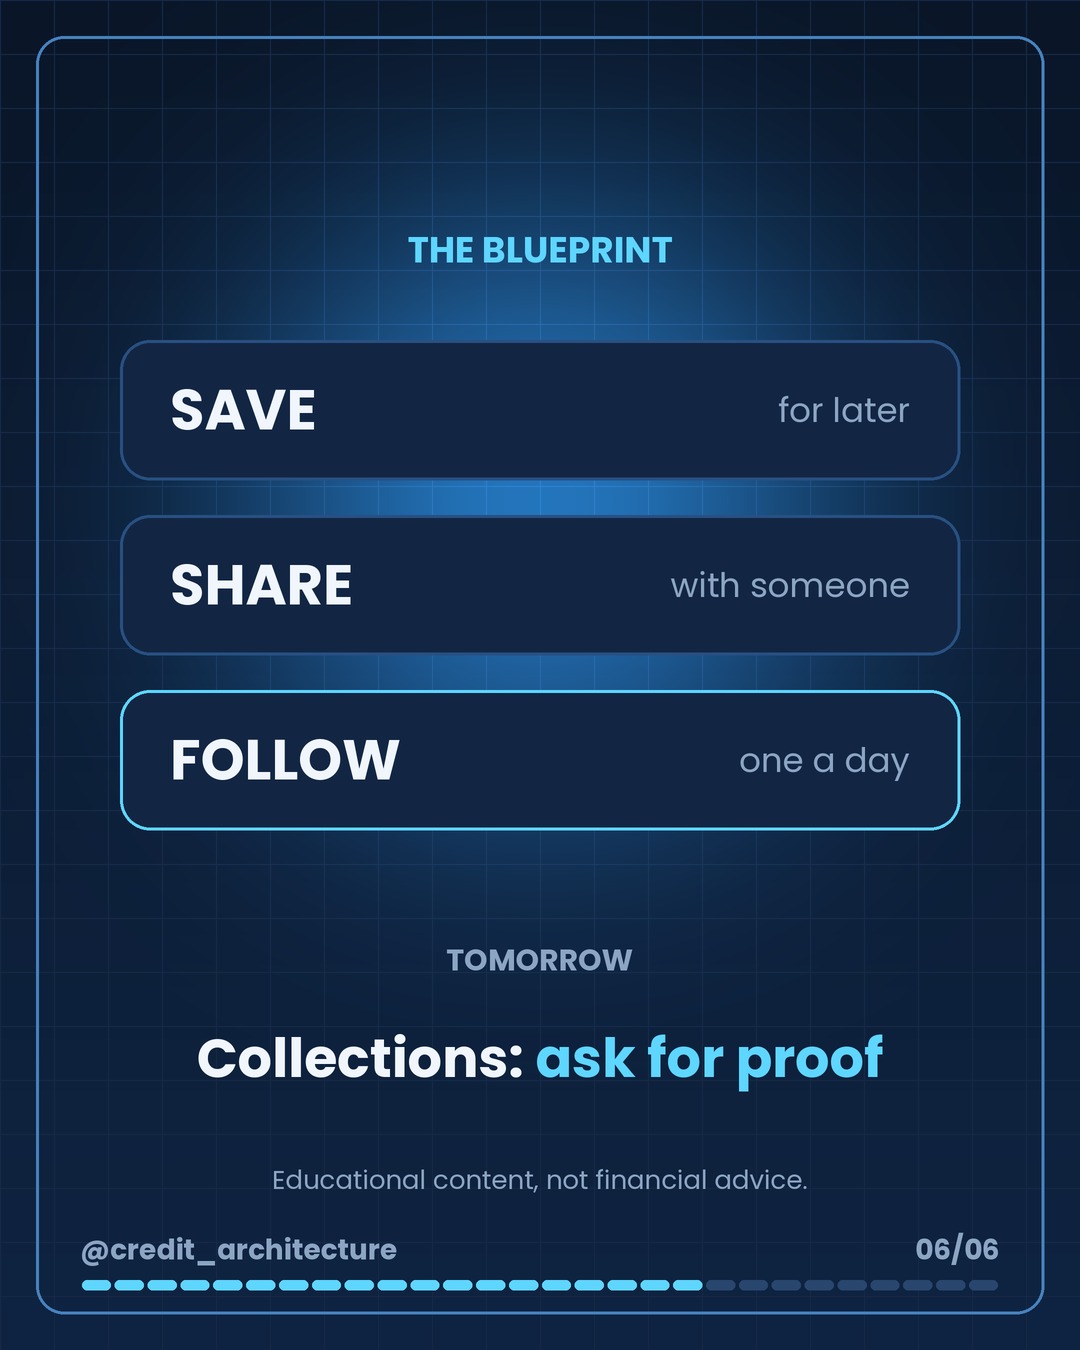 THE BLUEPRINT
SAVE for later
SHARE with someone
FOLLOW one a day
TOMORROW
Collections: ask for proof
Educational content, not financial advice.
@credit_architecture 06/06